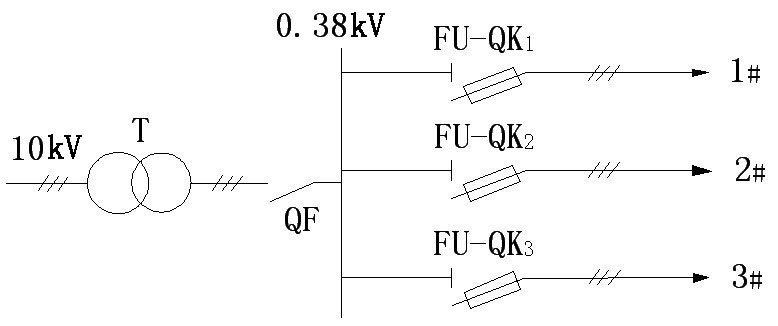 0.38kV
FU-QK1
1#
10kV
T
FU-QK2
2#
QF
FU-QK3
3#